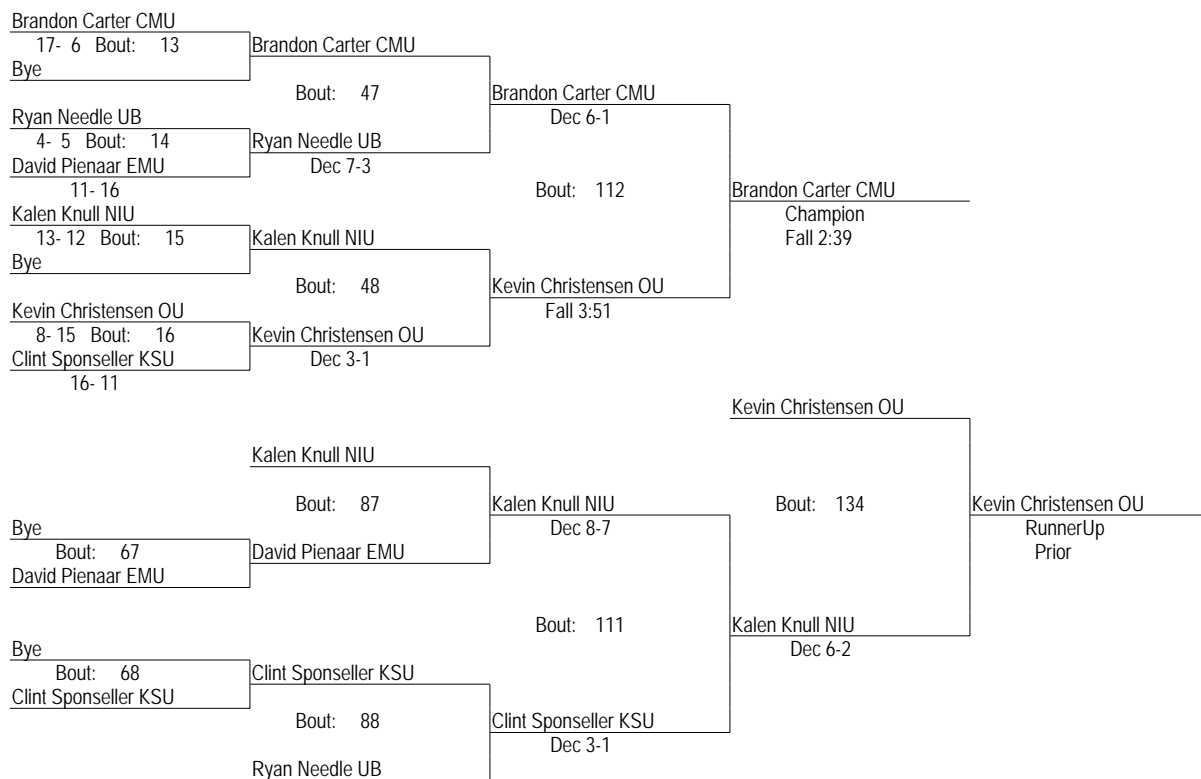 Brandon Carter CMU
17- 6 Bout: 13
Bye
Brandon Carter CMU
Bout: 47
Ryan Needle UB
4- 5 Bout: 14
David Pienaar EMU
11- 16
Ryan Needle UB
Dec 7-3
Brandon Carter CMU
Dec 6-1
Bout: 112
Kalen Knull NIU
13- 12 Bout: 15
Bye
Kalen Knull NIU
Bout: 48
Kevin Christensen OU
8- 15 Bout: 16
Clint Sponseller KSU
16- 11
Kevin Christensen OU
Dec 3-1
Kevin Christensen OU
Fall 3:51
Brandon Carter CMU
Champion
Fall 2:39
Kevin Christensen OU
Kalen Knull NIU
Bout: 87
Bye
Bout: 67
David Pienaar EMU
David Pienaar EMU
Kalen Knull NIU
Dec 8-7
Bout: 134
Kevin Christensen OU
RunnerUp
Prior
Bout: 111
Kalen Knull NIU
Dec 6-2
Bye
Bout: 68
Clint Sponseller KSU
Clint Sponseller KSU
Bout: 88
Clint Sponseller KSU
Dec 3-1
Ryan Needle UB